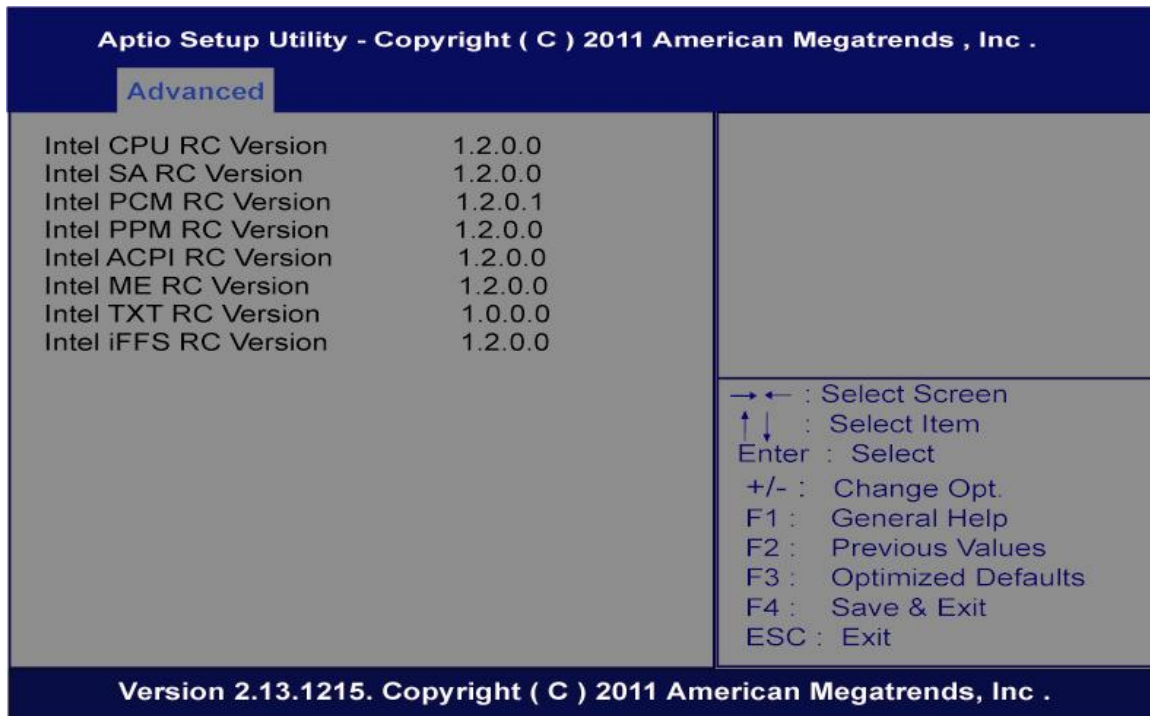 Aptio Setup Utility - Copyright ( C ) 2011 American Megatrends , Inc .
Advanced
Intel CPU RC Version 1.2.0.0
Intel SA RC Version 1.2.0.0
Intel PCM RC Version 1.2.0.1
Intel PPM RC Version 1.2.0.0
Intel ACPI RC Version 1.2.0.0
Intel ME RC Version 1.2.0.0
Intel TXT RC Version 1.0.0.0
Intel iFFS RC Version 1.2.0.0
→ ← : Select Screen
↑ ↓ : Select Item
Enter : Select
+/- : Change Opt.
F1 : General Help
F2 : Previous Values
F3 : Optimized Defaults
F4 : Save & Exit
ESC : Exit
Version 2.13.1215. Copyright ( C ) 2011 American Megatrends, Inc .